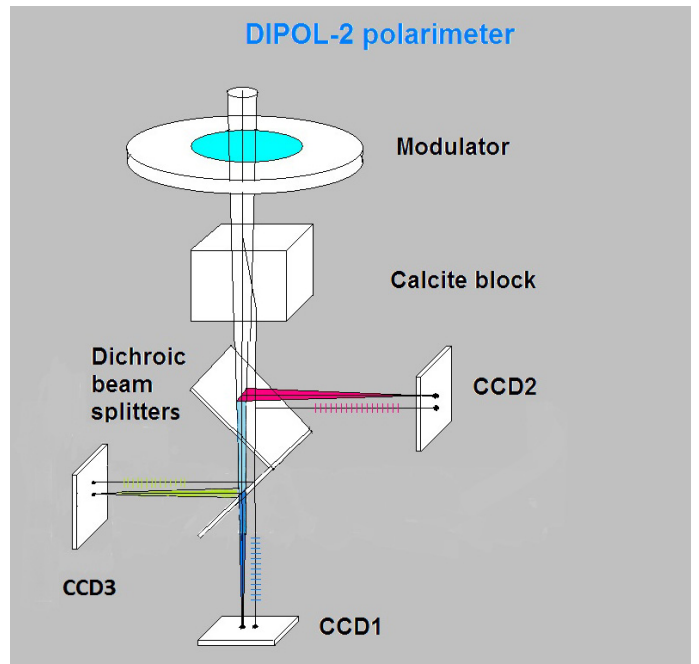 DIPOL-2 polarimeter
Modulator
Calcite block
Dichroic
beam
splitters
CCD2
CCD3
CCD1